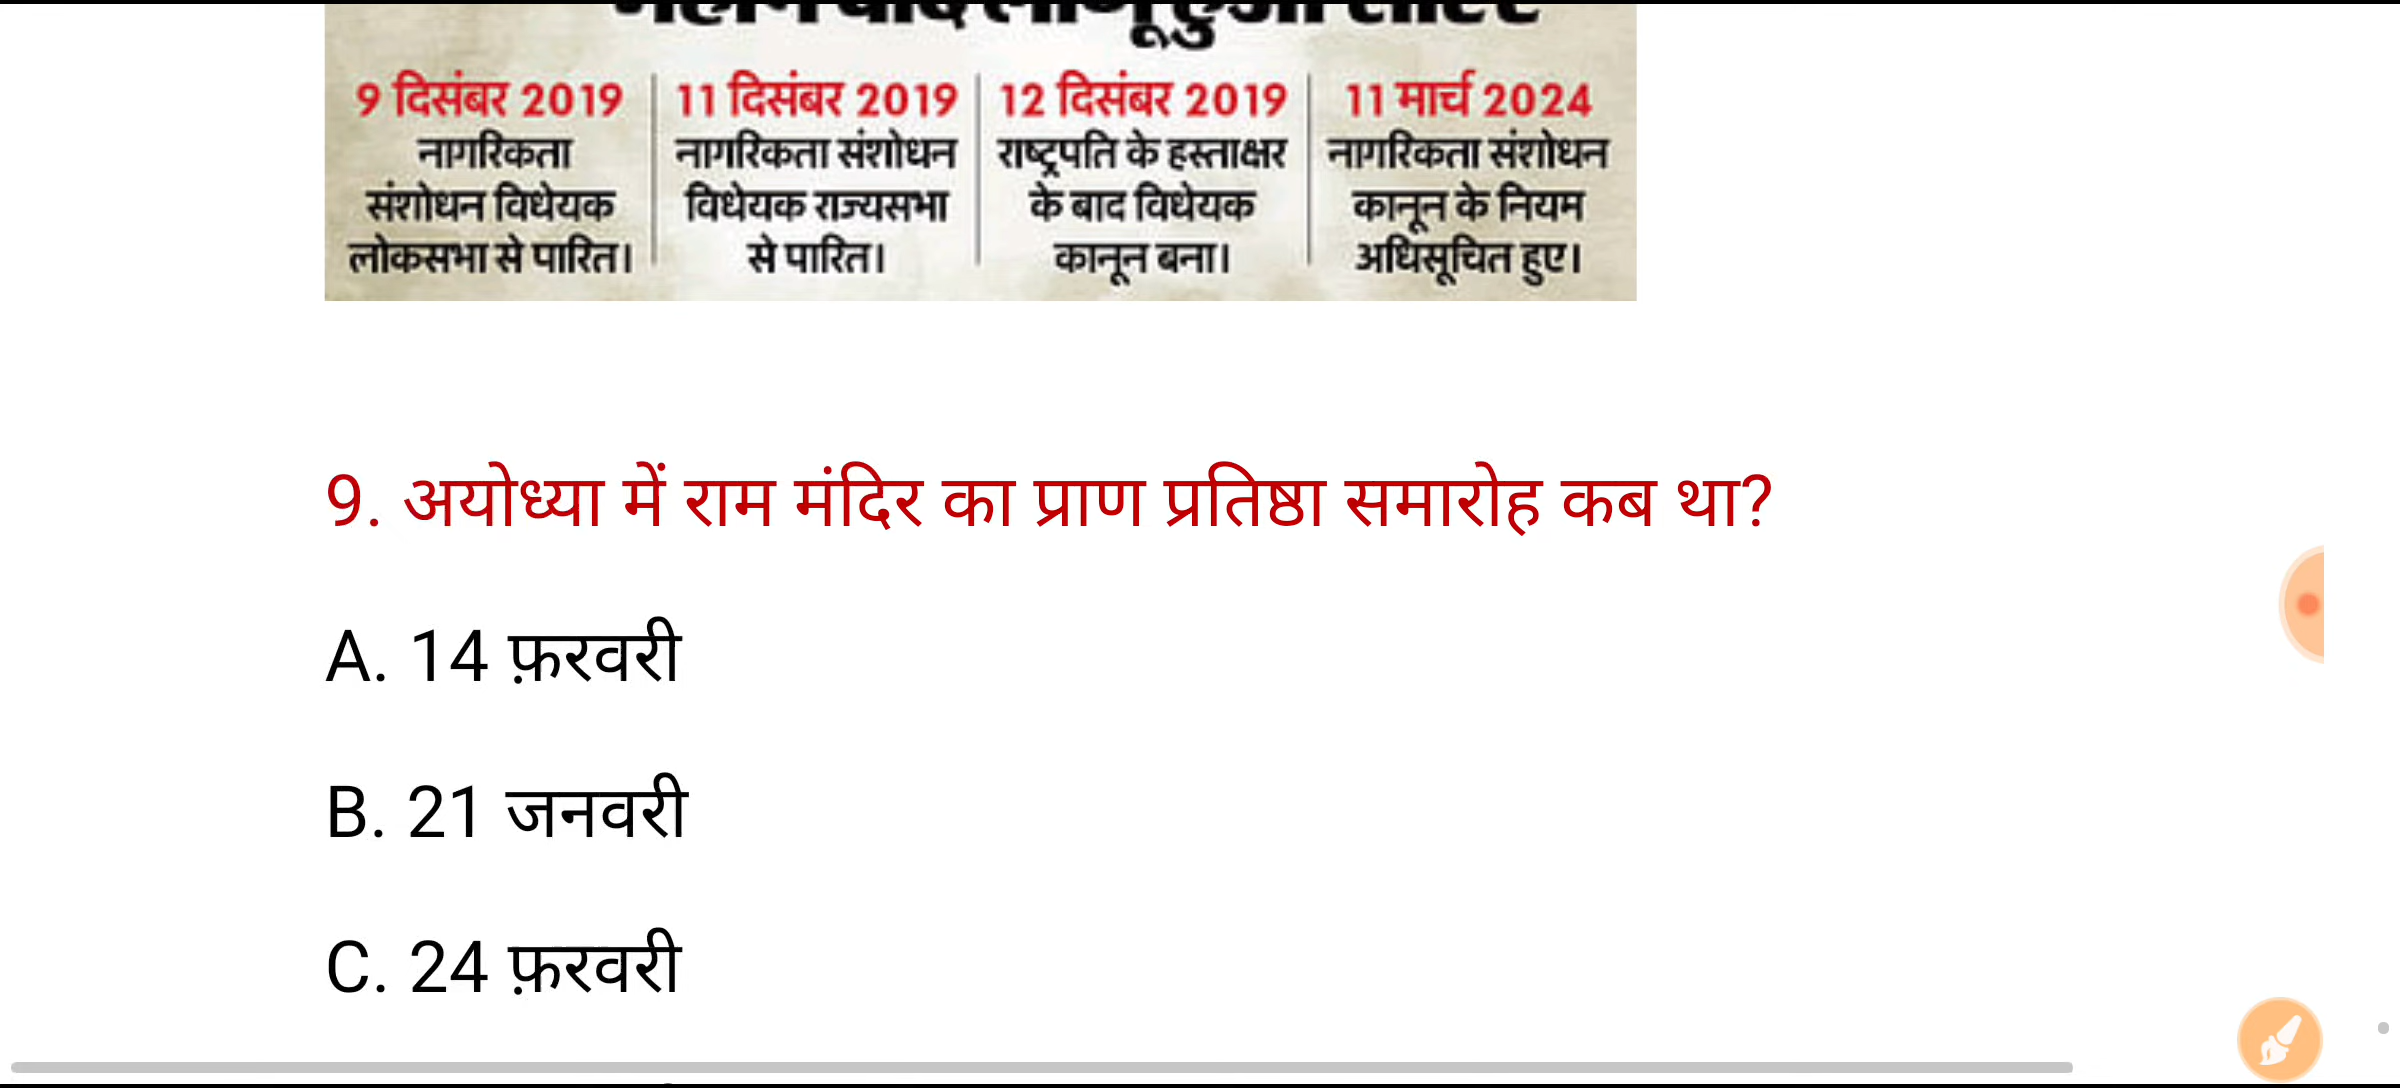 9 दिसंबर 2019
नागरिकता
संशोधन विधेयक
लोकसभा से पारित।
11 दिसंबर 2019
नागरिकता संशोधन
विधेयक राज्यसभा
से पारित।
12 दिसंबर 2019
राष्ट्रपति के हस्ताक्षर
के बाद विधेयक
कानून बना।
11 मार्च 2024
नागरिकता संशोधन
कानून के नियम
अधिसूचित हुए।
9. अयोध्या में राम मंदिर का प्राण प्रतिष्ठा समारोह कब था?
A. 14 फ़रवरी
B. 21 जनवरी
C. 24 फ़रवरी